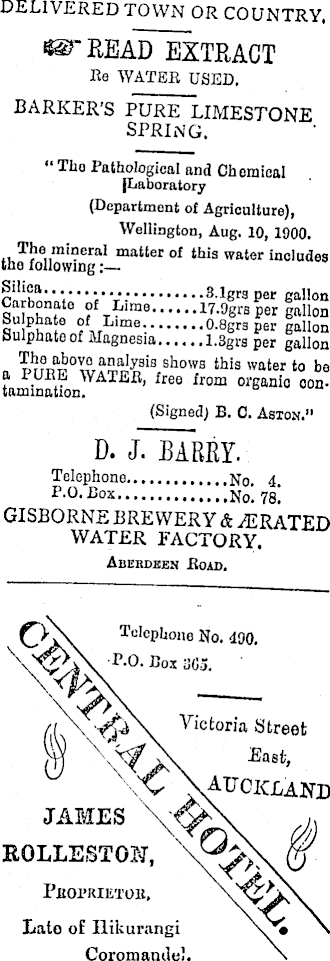 DELIVERED TOWN OR COUNTRY.
READ EXTRACT
Re WATER USED.
BARKER'S PURE LIMESTONE
SPRING.
"The Pathological and Chemical
Laboratory
(Department of Agriculture),
Wellington, Aug. 10, 1900.
The mineral matter of this water includes
the following:—
Silica....................3.1grs per gallon
Carbonate of Lime......17.9grs per gallon
Sulphate of Lime.......0.8grs per gallon
Sulphate of Magnesia......1.3grs per gallon
The above analysis shows this water to be
a PURE WATER, free from organic con-
tamination.
(Signed) B. C. ASTON."
D. J. BARRY.
Telephone.............No. 4.
P.O. Box..............No. 78.
GISBORNE BREWERY & ÆRATED
WATER FACTORY.
ABERDEEN ROAD.
Telephone No. 490.
P.O. Box 365.
CENTRAL HOTEL.
Victoria Street
East,
AUCKLAND
JAMES
ROLLESTON,
PROPRIETOR,
Late of Hikurangi
Coromandel.